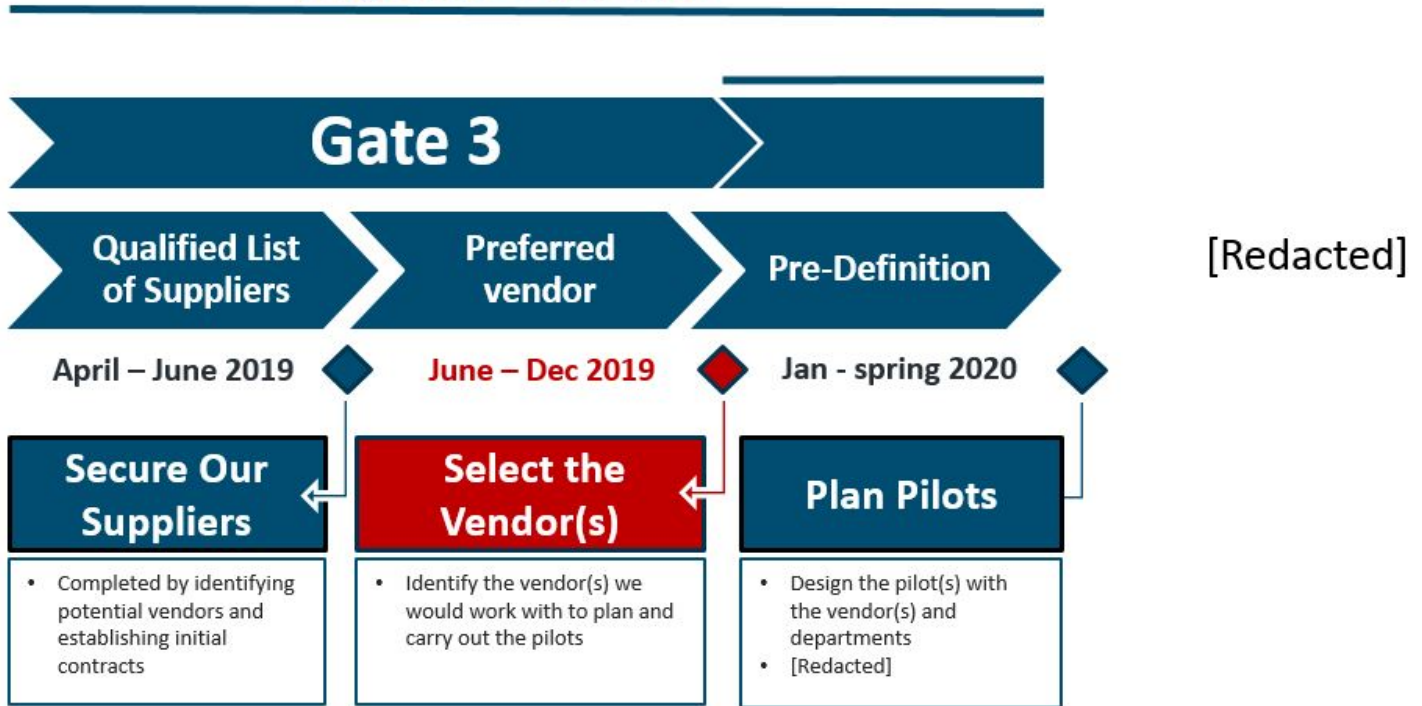 Gate 3
Qualified List
of Suppliers
Preferred
vendor
Pre-Definition
[Redacted]
April – June 2019
June – Dec 2019
Jan - spring 2020
Secure Our
Suppliers
Select the
Vendor(s)
Plan Pilots
• Completed by identifying
potential vendors and
establishing initial
contracts
• Identify the vendor(s) we
would work with to plan and
carry out the pilots
• Design the pilot(s) with
the vendor(s) and
departments
• [Redacted]